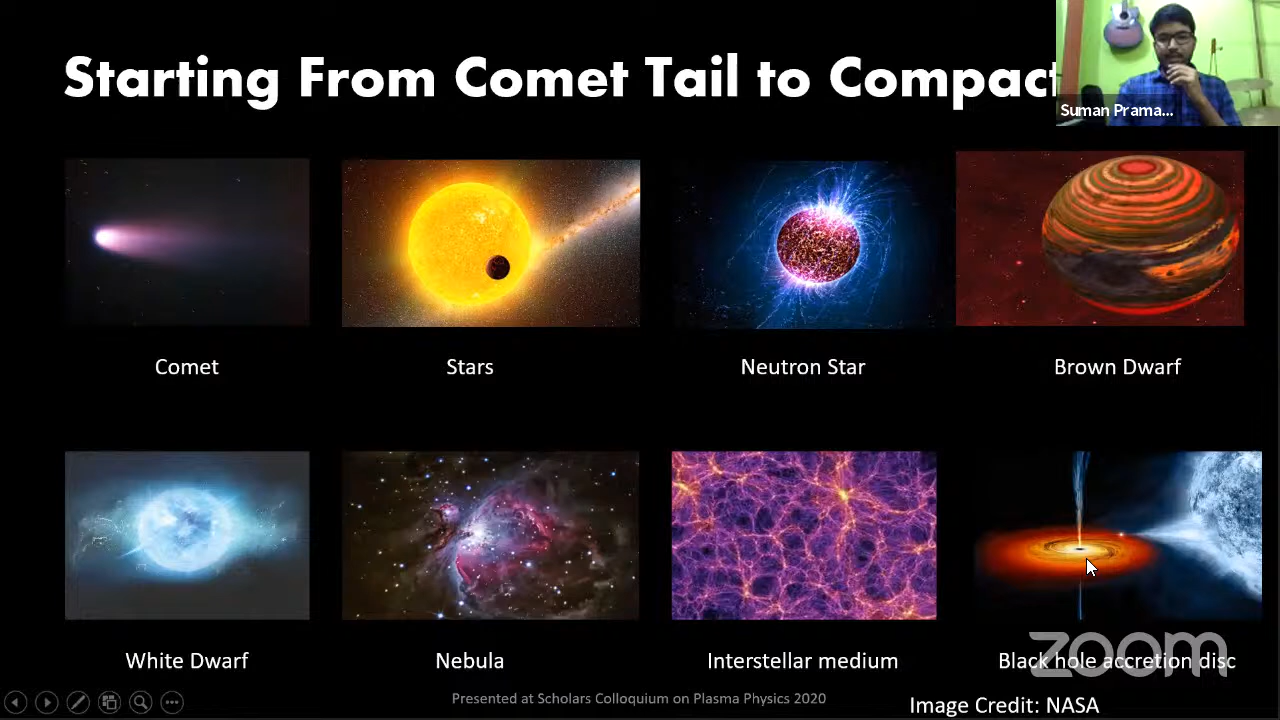 Starting From Comet Tail to Compact
Suman Prama...
Comet
Stars
Neutron Star
Brown Dwarf
White Dwarf
Nebula
Interstellar medium
Black hole accretion disc
zoom
Presented at Scholars Colloquium on Plasma Physics 2020
Image Credit: NASA